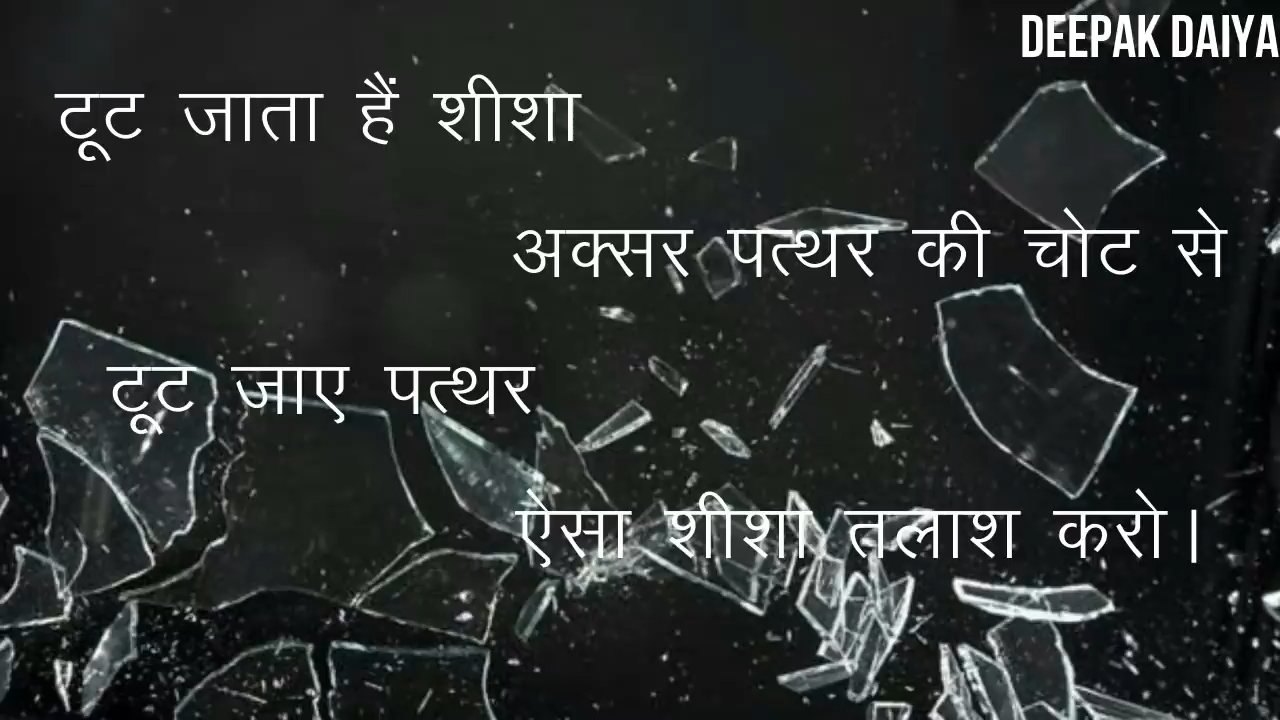 DEEPAK DAIYA
टूट जाता हैं शीशा
अक्सर पत्थर की चोट से
टूट जाए पत्थर
ऐसा शीशा तलाश करो।